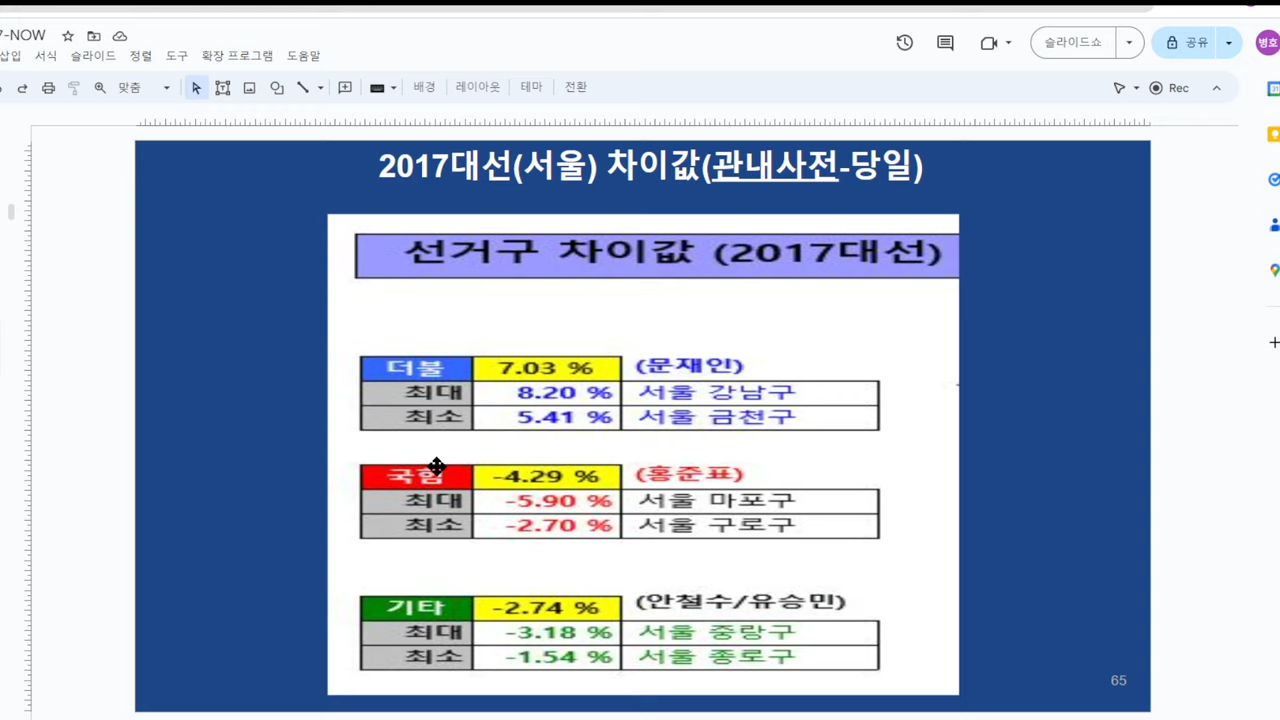 7-NOW
삽입 서식 슬라이드 정렬 도구 확장 프로그램 도움말
슬라이드쇼
공유
병호
맞춤
배경 레이아웃 테마 전환
Rec
31
2017대선(서울) 차이값(관내사전-당일)
선거구 차이값 (2017대선)
더불 7.03 % (문재인)
최대 8.20 % 서울 강남구
최소 5.41 % 서울 금천구
국힘 -4.29 % (홍준표)
최대 -5.90 % 서울 마포구
최소 -2.70 % 서울 구로구
기타 -2.74 % (안철수/유승민)
최대 -3.18 % 서울 중랑구
최소 -1.54 % 서울 종로구
65